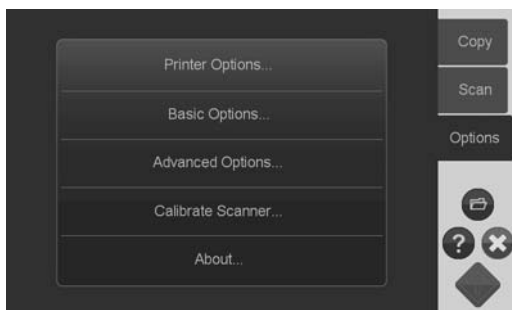 Printer Options...
Basic Options...
Advanced Options...
Calibrate Scanner...
About...
Copy
Scan
Options
?